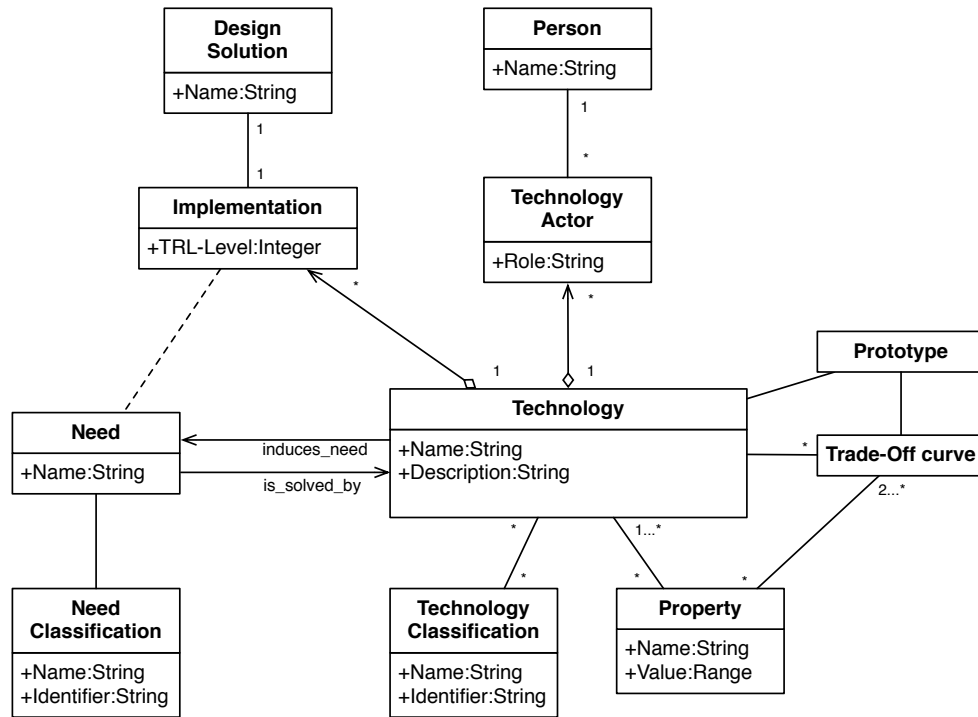 Design
Solution
+Name:String
1
1
Implementation
+TRL-Level:Integer
*
1
Person
+Name:String
1
*
Technology
Actor
+Role:String
*
1
Prototype
Technology
+Name:String
+Description:String
*
Trade-Off curve
2...*
Need
+Name:String
induces_need
is_solved_by
*
*
1...*
*
*
Need
Classification
+Name:String
+Identifier:String
Technology
Classification
+Name:String
+Identifier:String
Property
+Name:String
+Value:Range